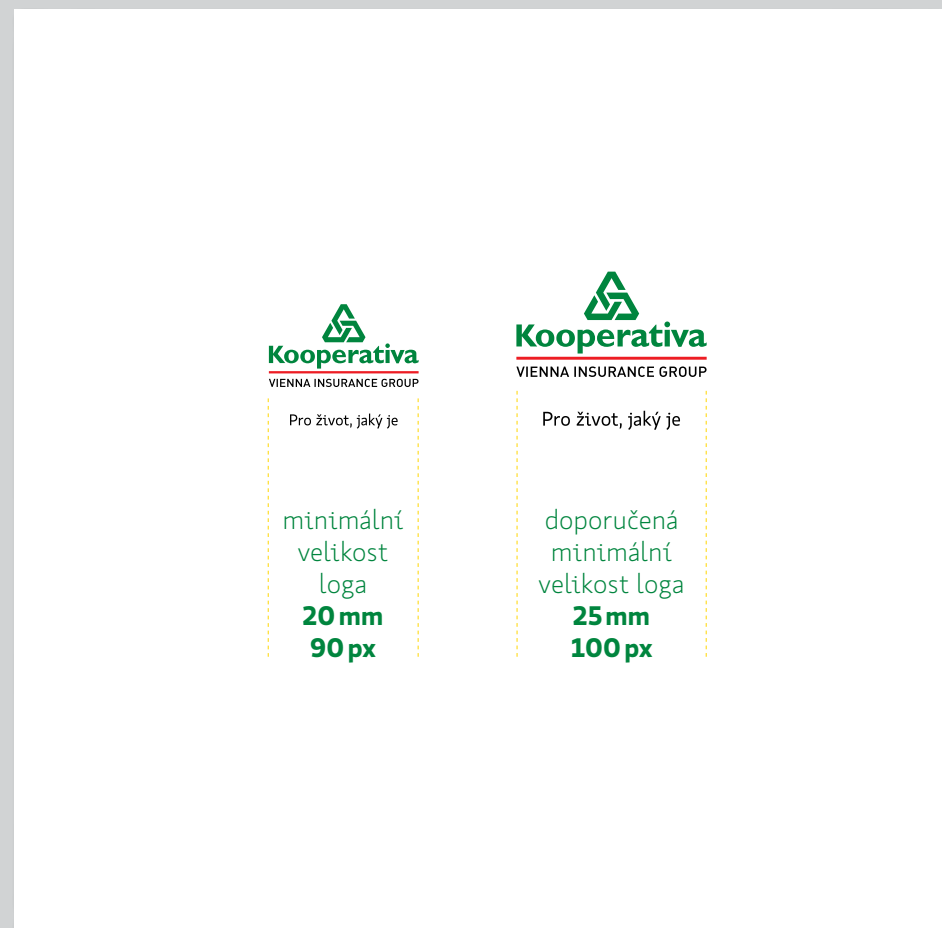 Kooperativa
VIENNA INSURANCE GROUP
Pro život, jaký je
minimální
velikost
loga
20 mm
90 px
Kooperativa
VIENNA INSURANCE GROUP
Pro život, jaký je
doporučená
minimální
velikost loga
25 mm
100 px